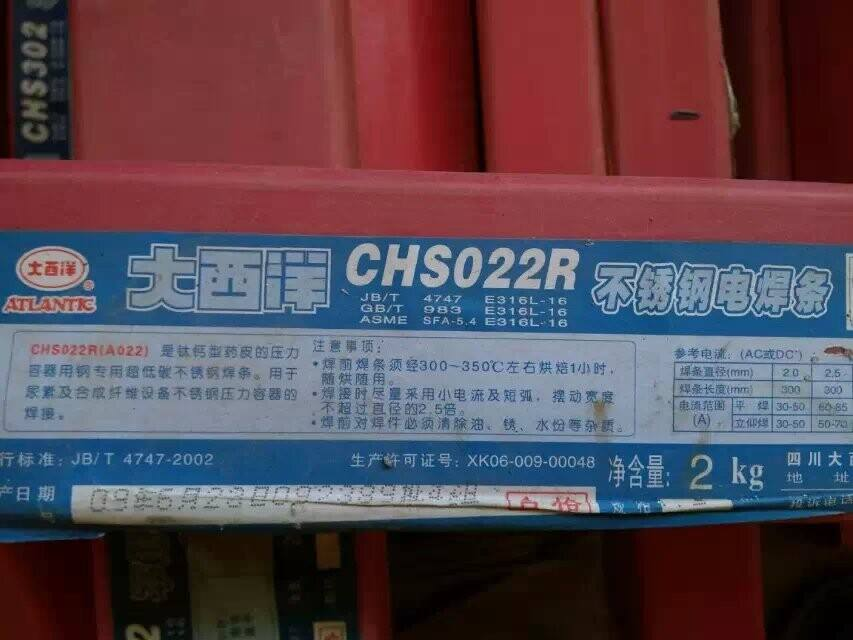 CHS302
大西洋
ATLANTIC
大西洋
CHS022R
JB/T 4747 E316L-16
GB/T 983 E316L-16
ASME SFA-5.4 E316L-16
不锈钢电焊条
CHS022R(A022) 是钛钙型药皮的压力
容器用钢专用超低碳不锈钢焊条。用于
尿素及合成纤维设备不锈钢压力容器的
焊接。
注意事项:
·焊前焊条须经300~350℃左右烘焙1小时,
随烘随用。
·焊接时尽量采用小电流及短弧,摆动宽度
不超过直径的2.5倍。
·焊前对焊件必须清除油、锈、水份等杂质。
参考电流:(AC或DC⁺)
焊条直径(mm) 2.0 2.5
焊条长度(mm) 300 300
电流范围(A) 平焊 30-50 60-85
立仰焊 30-50 50-70
行标准: JB/T 4747-2002
生产许可证号: XK06-009-00048
净含量: 2 kg
四川大西
地址
产日期
投诉电话
2